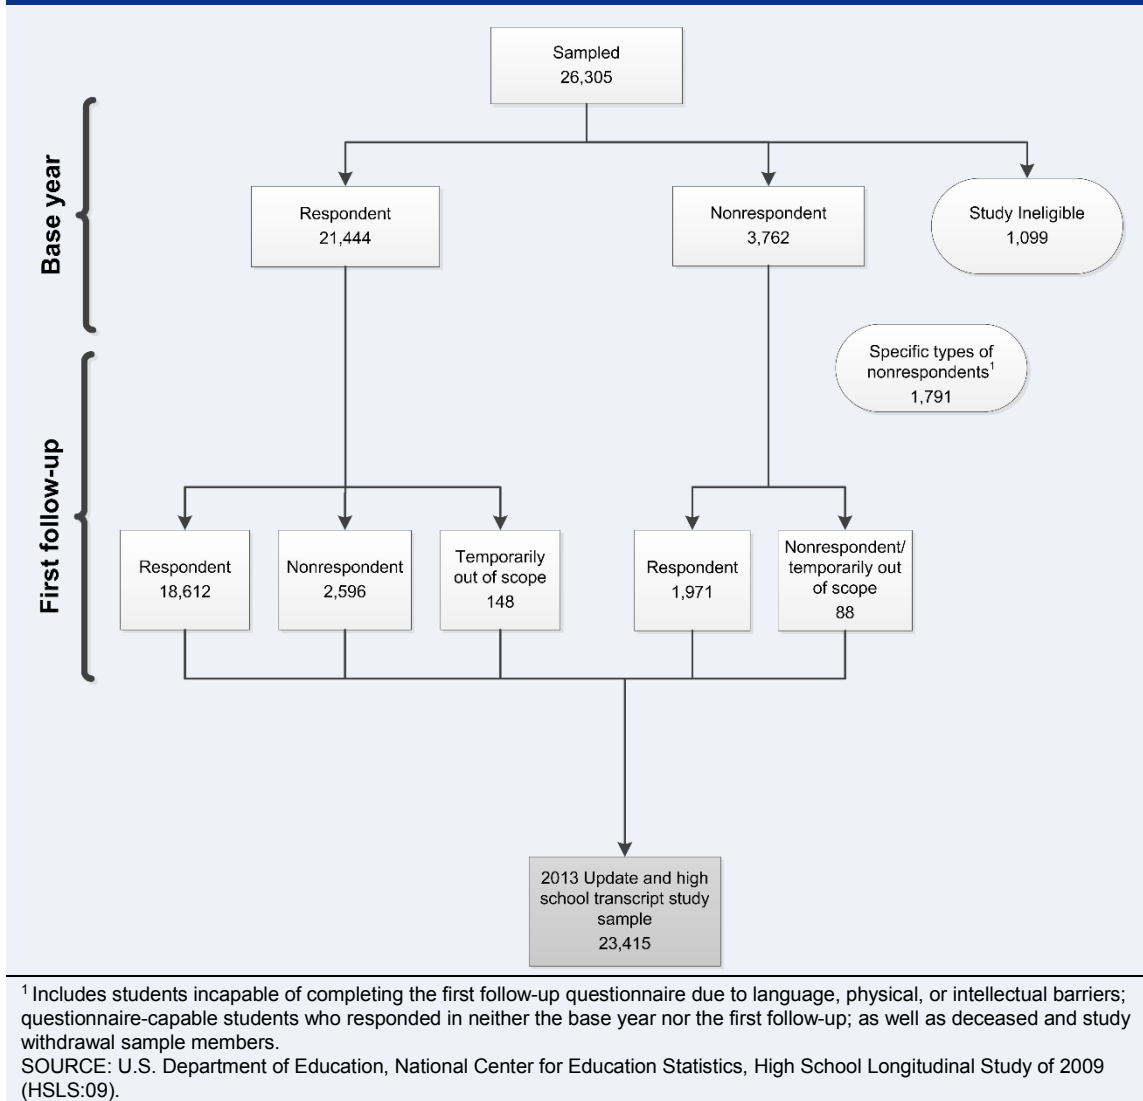 Sampled
26,305
Base year
Respondent
21,444
Nonrespondent
3,762
Study Ineligible
1,099
Specific types of
nonrespondents¹
1,791
First follow-up
Respondent
18,612
Nonrespondent
2,596
Temporarily
out of scope
148
Respondent
1,971
Nonrespondent/
temporarily out
of scope
88
2013 Update and high
school transcript study
sample
23,415
¹ Includes students incapable of completing the first follow-up questionnaire due to language, physical, or intellectual barriers;
questionnaire-capable students who responded in neither the base year nor the first follow-up; as well as deceased and study
withdrawal sample members.
SOURCE: U.S. Department of Education, National Center for Education Statistics, High School Longitudinal Study of 2009
(HSLS:09).